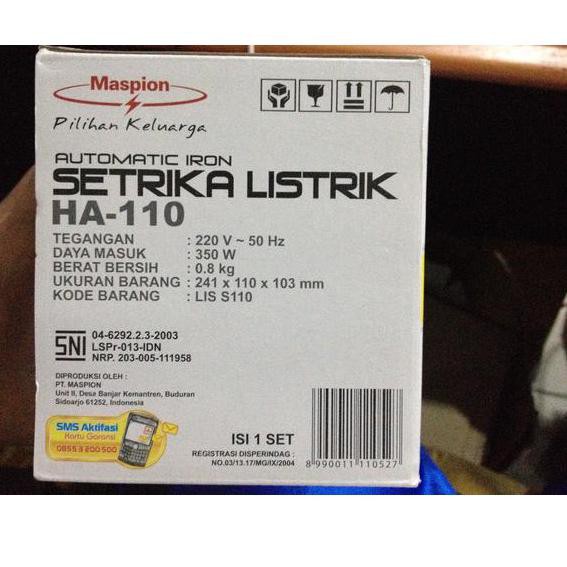 Maspion
Pilihan Keluarga
AUTOMATIC IRON
SETRIKA LISTRIK
HA-110
TEGANGAN : 220 V ~ 50 Hz
DAYA MASUK : 350 W
BERAT BERSIH : 0.8 kg
UKURAN BARANG : 241 x 110 x 103 mm
KODE BARANG : LIS S110
SNI
04-6292.2.3-2003
LSPr-013-IDN
NRP. 203-005-111958
DIPRODUKSI OLEH :
PT. MASPION
Unit II, Desa Banjar Kemantren, Buduran
Sidoarjo 61252, Indonesia
SMS Aktifasi
Kartu Garansi
0855 3 200 500
ISI 1 SET
REGISTRASI DISPERINDAG :
NO.03/13.17/MG/IX/2004
8 990011 110527